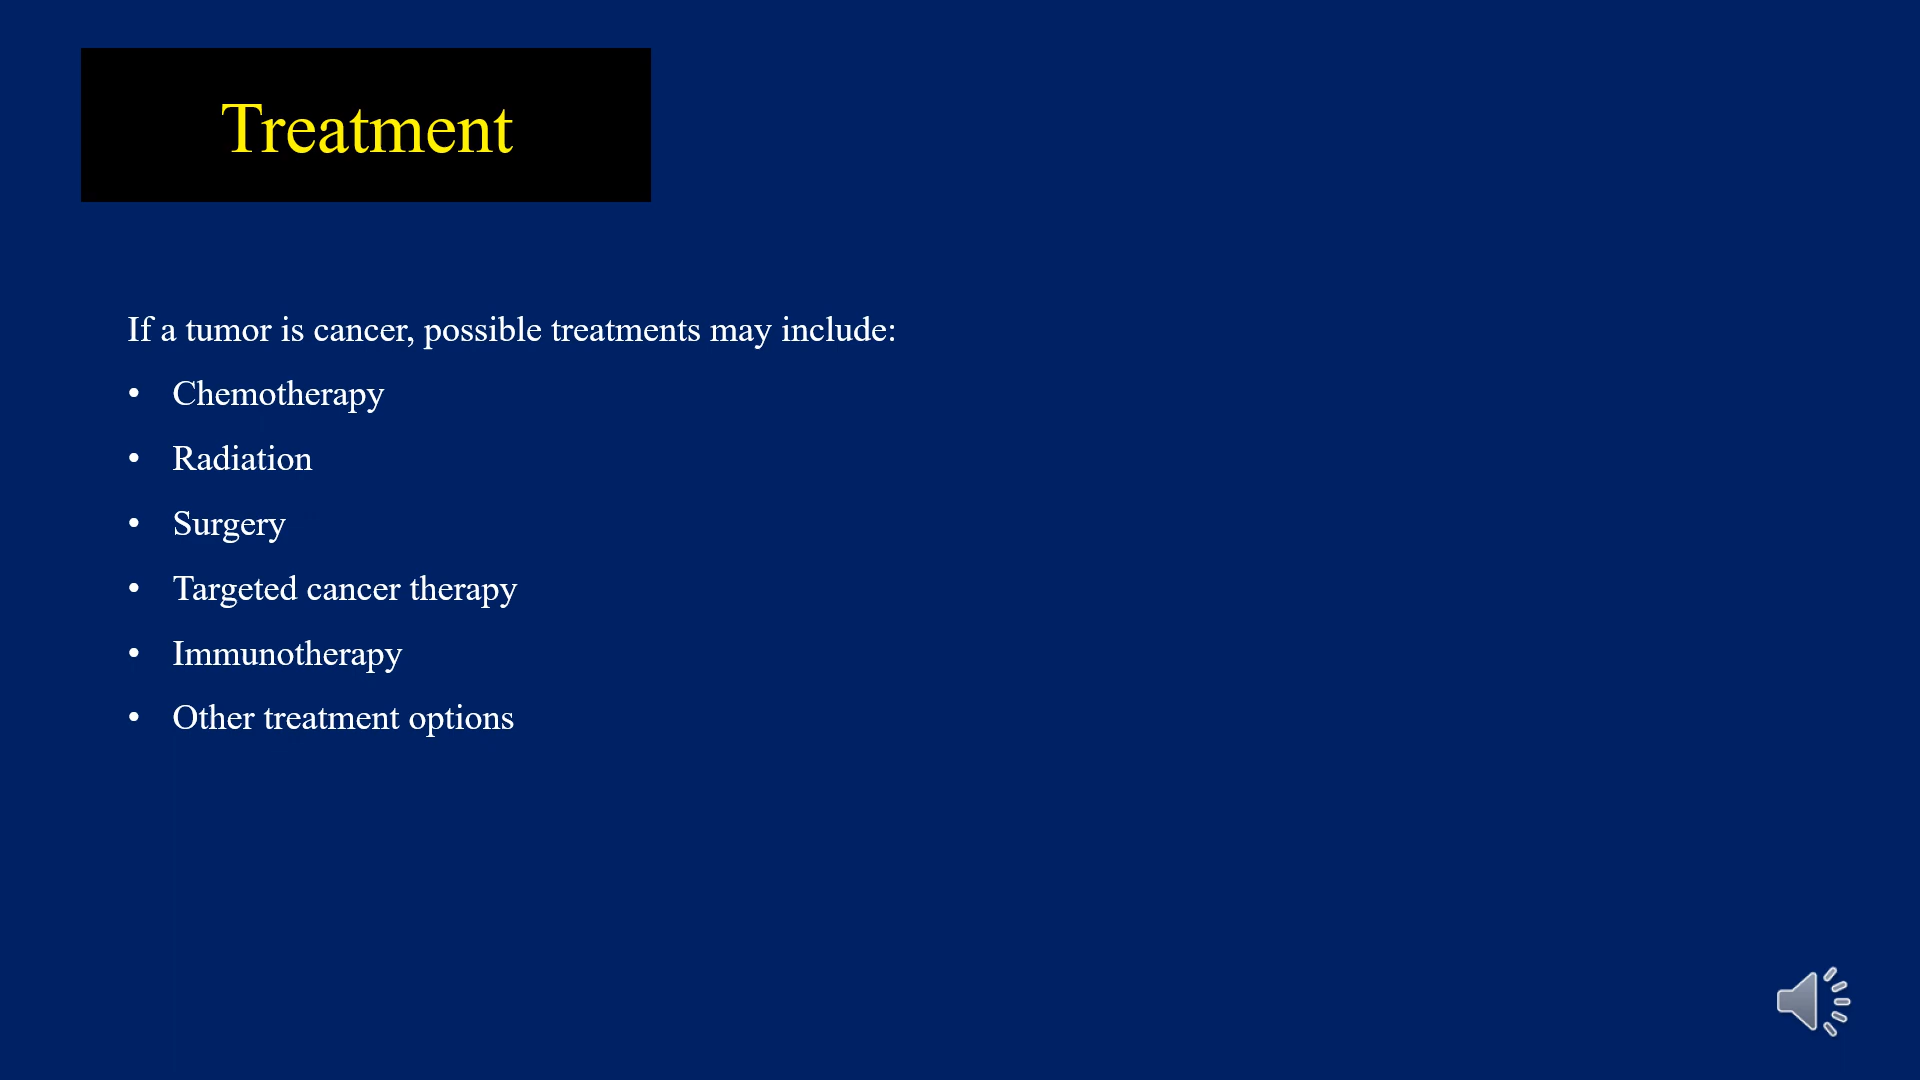 Treatment
If a tumor is cancer, possible treatments may include:
• Chemotherapy
• Radiation
• Surgery
• Targeted cancer therapy
• Immunotherapy
• Other treatment options